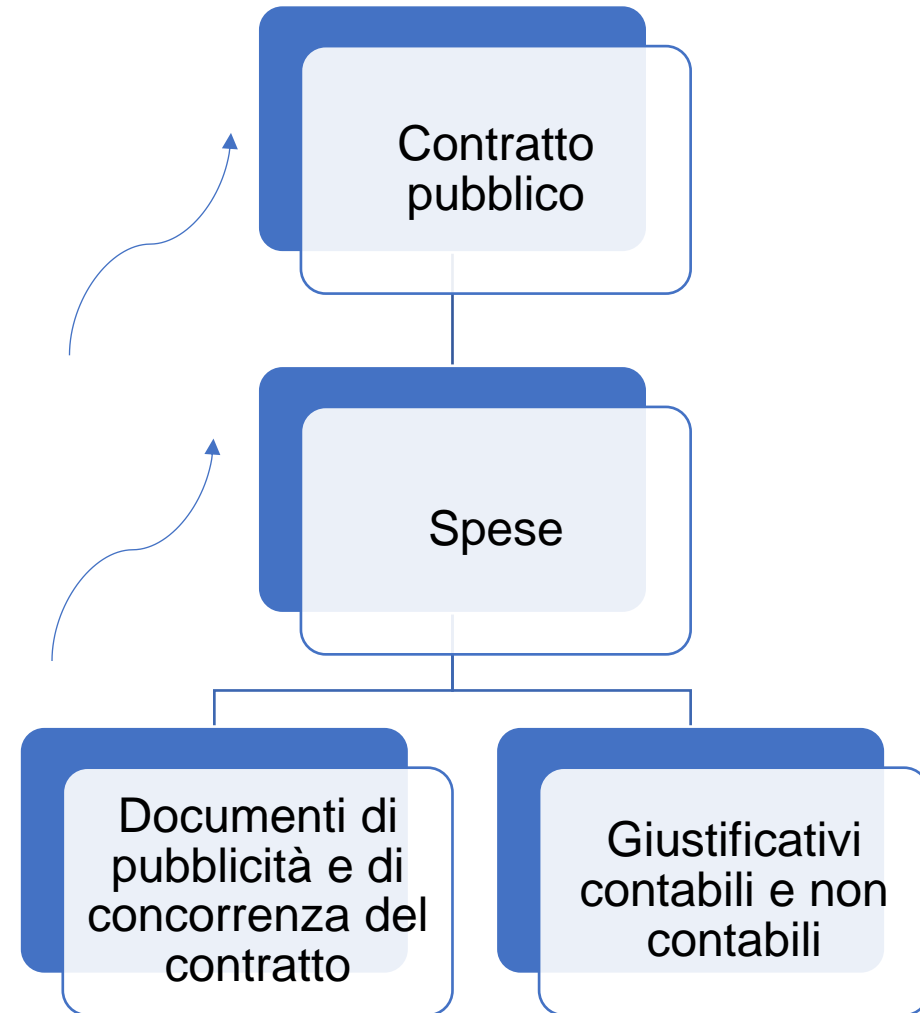 Contratto
pubblico
Spese
Documenti di
pubblicità e di
concorrenza del
contratto
Giustificativi
contabili e non
contabili